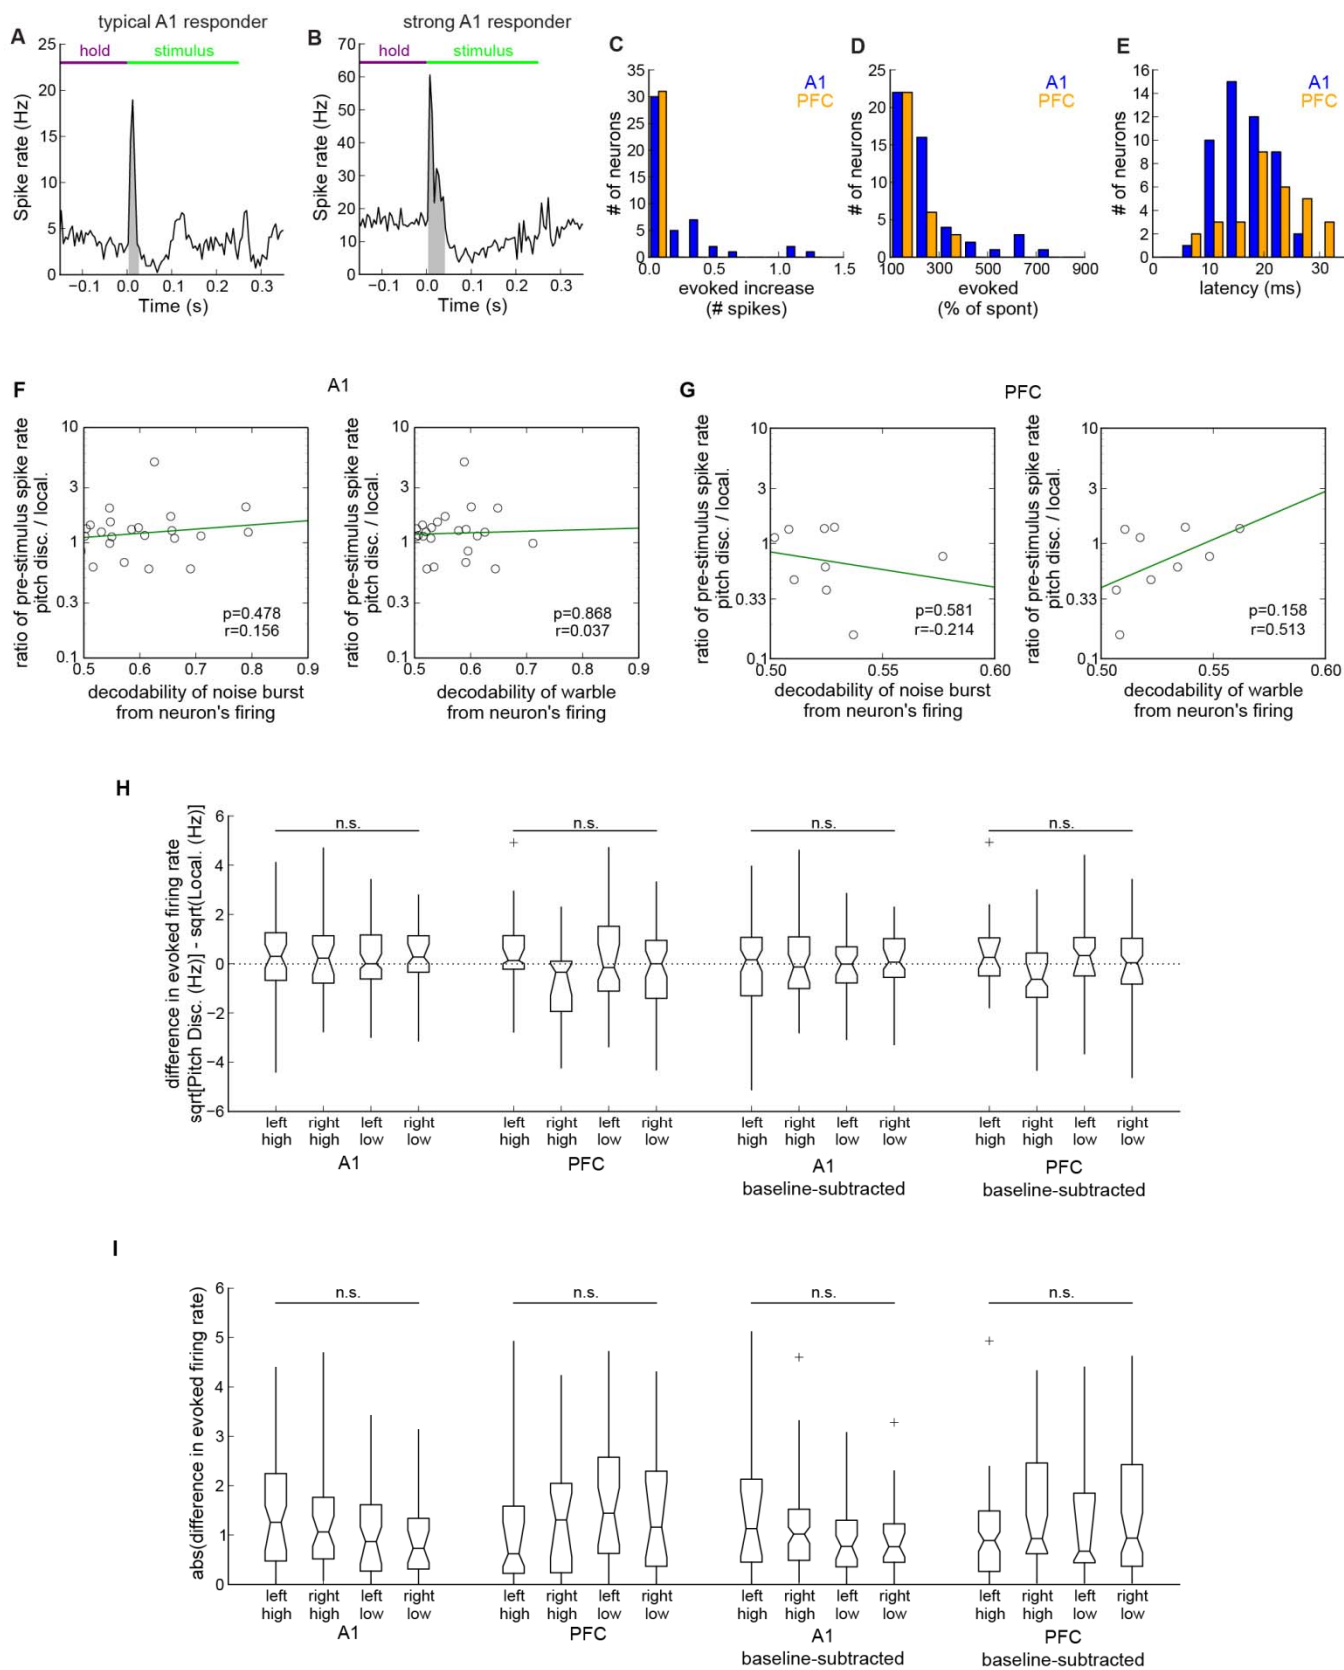 typical A1 responder
strong A1 responder
A
B
C
D
E
hold
stimulus
Spike rate (Hz)
25
20
15
10
5
0
−0.1
0.0
0.1
0.2
0.3
Time (s)
hold
stimulus
Spike rate (Hz)
70
60
50
40
30
20
10
0
−0.1
0.0
0.1
0.2
0.3
Time (s)
A1
PFC
# of neurons
35
30
25
20
15
10
5
0
0.0
0.5
1.0
1.5
evoked increase
(# spikes)
A1
PFC
# of neurons
25
20
15
10
5
0
100
300
500
700
900
evoked
(% of spont)
A1
PFC
# of neurons
16
14
12
10
8
6
4
2
0
0
10
20
30
latency (ms)
F
A1
ratio of pre-stimulus spike rate
pitch disc. / local.
10
3
1
0.3
0.1
p=0.478
r=0.156
0.5
0.6
0.7
0.8
0.9
decodability of noise burst
from neuron's firing
ratio of pre-stimulus spike rate
pitch disc. / local.
10
3
1
0.3
0.1
p=0.868
r=0.037
0.5
0.6
0.7
0.8
0.9
decodability of warble
from neuron's firing
G
PFC
ratio of pre-stimulus spike rate
pitch disc. / local.
10
3
1
0.33
0.1
p=0.581
r=-0.214
0.50
0.55
0.60
decodability of noise burst
from neuron's firing
ratio of pre-stimulus spike rate
pitch disc. / local.
10
3
1
0.33
0.1
p=0.158
r=0.513
0.50
0.55
0.60
decodability of warble
from neuron's firing
H
difference in evoked firing rate
sqrt[Pitch Disc. (Hz)] - sqrt(Local. (Hz)]
6
4
2
0
−2
−4
−6
n.s.
n.s.
n.s.
n.s.
left right left right left right left right left right left right left right left right
high high low low high high low low high high low low high high low low
A1
PFC
A1
baseline-subtracted
PFC
baseline-subtracted
I
abs(difference in evoked firing rate)
6
5
4
3
2
1
0
n.s.
n.s.
n.s.
n.s.
left right left right left right left right left right left right left right left right
high high low low high high low low high high low low high high low low
A1
PFC
A1
baseline-subtracted
PFC
baseline-subtracted